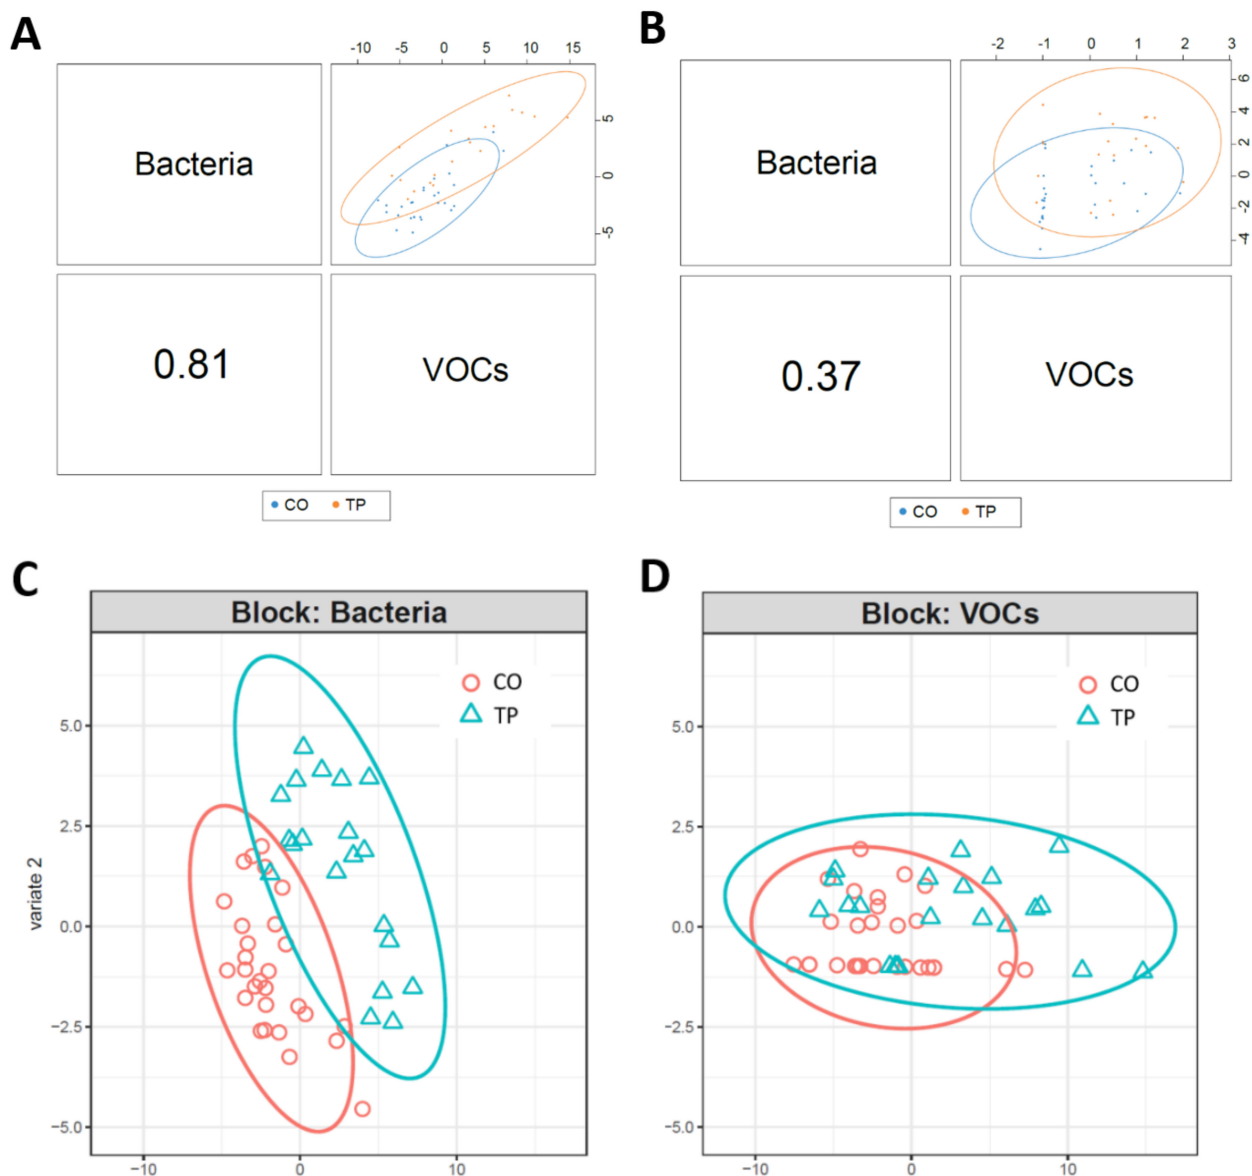 A
-10 -5 0 5 10 15
Bacteria
5
0
-5
0.81
VOCs
CO TP
B
-2 -1 0 1 2 3
Bacteria
6
4
2
0
-2
-4
0.37
VOCs
CO TP
C
Block: Bacteria
CO
TP
variate 2
5.0
2.5
0.0
−2.5
−5.0
−10 0 10
D
Block: VOCs
CO
TP
5.0
2.5
0.0
−2.5
−5.0
−10 0 10